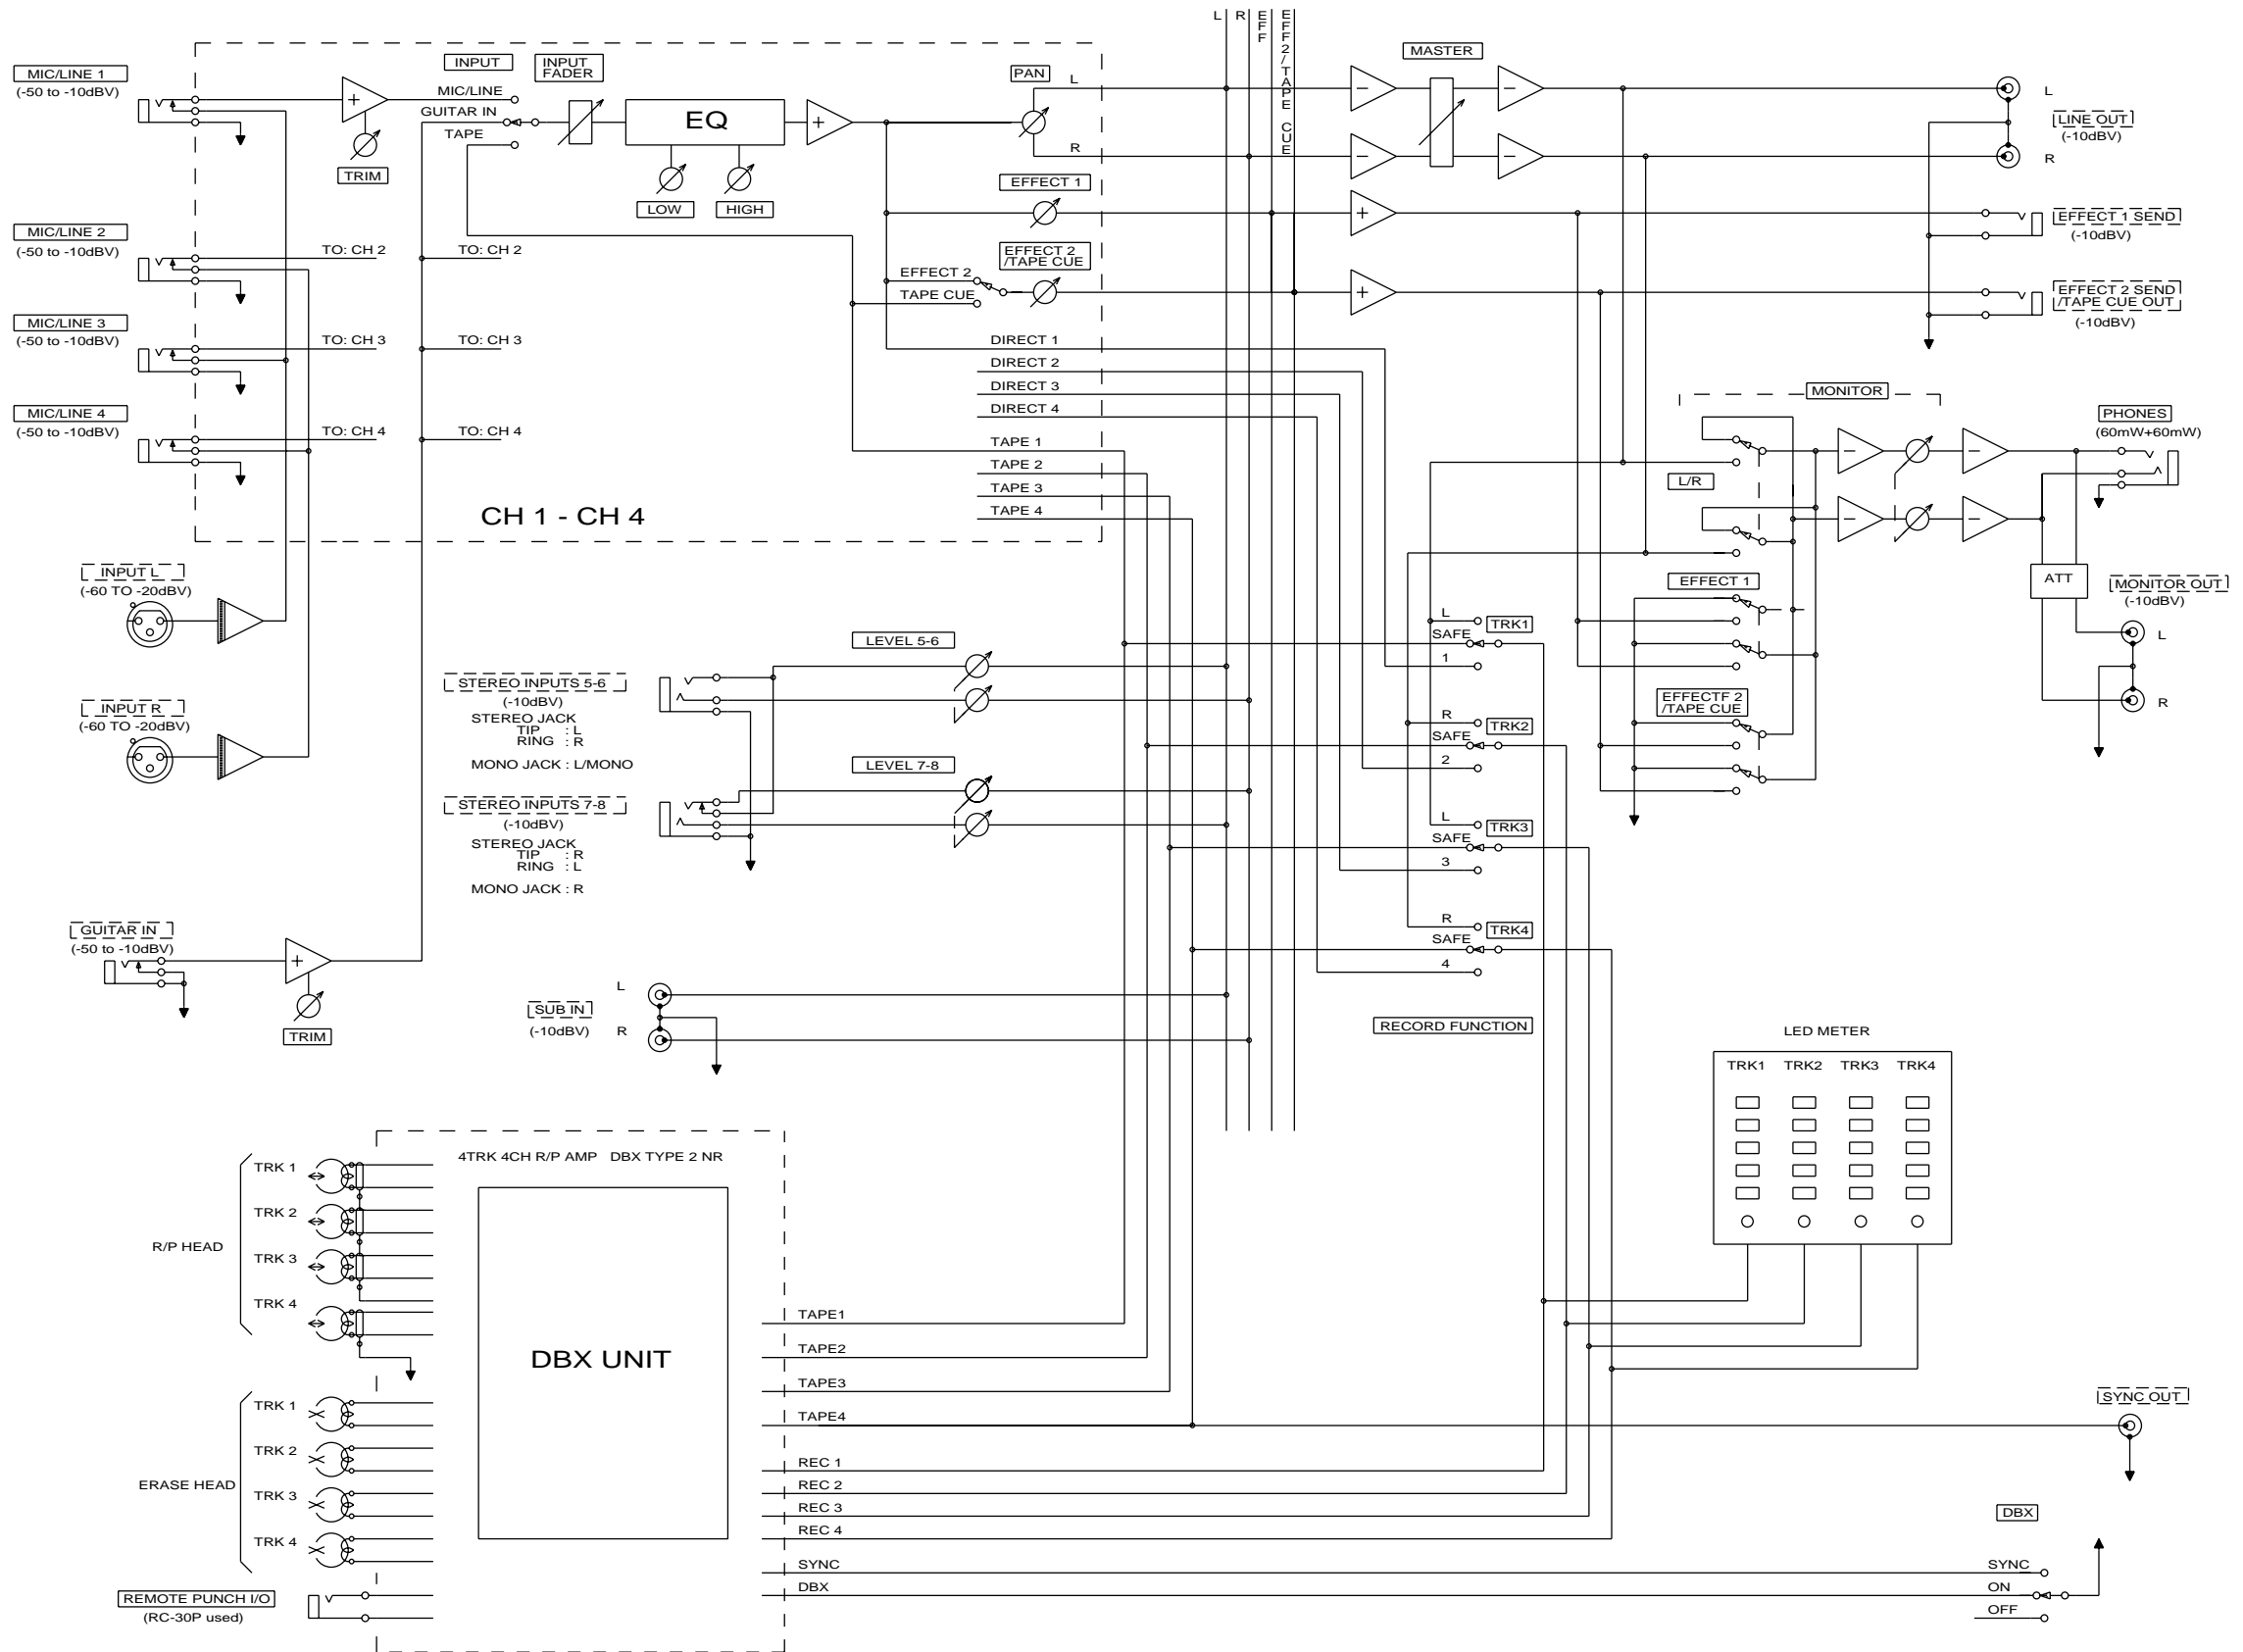 L
R
EFF
EFF2/TAPE CUE
INPUT
INPUT
FADER
PAN
MASTER
MIC/LINE 1
(-50 to -10dBV)
MIC/LINE
GUITAR IN
TAPE
TRIM
EQ
LOW
HIGH
L
R
L
LINE OUT
(-10dBV)
R
EFFECT 1
EFFECT 1 SEND
(-10dBV)
MIC/LINE 2
(-50 to -10dBV)
TO: CH 2
TO: CH 2
EFFECT 2
/TAPE CUE
EFFECT 2
TAPE CUE
EFFECT 2 SEND
/TAPE CUE OUT
(-10dBV)
MIC/LINE 3
(-50 to -10dBV)
TO: CH 3
TO: CH 3
DIRECT 1
DIRECT 2
DIRECT 3
DIRECT 4
MIC/LINE 4
(-50 to -10dBV)
TO: CH 4
TO: CH 4
TAPE 1
TAPE 2
TAPE 3
TAPE 4
CH 1 - CH 4
MONITOR
L/R
PHONES
(60mW+60mW)
ATT
MONITOR OUT
(-10dBV)
L
R
EFFECT 1
EFFECTF 2
/TAPE CUE
INPUT L
(-60 TO -20dBV)
INPUT R
(-60 TO -20dBV)
LEVEL 5-6
STEREO INPUTS 5-6
(-10dBV)
STEREO JACK
TIP : L
RING : R
MONO JACK : L/MONO
LEVEL 7-8
STEREO INPUTS 7-8
(-10dBV)
STEREO JACK
TIP : R
RING : L
MONO JACK : R
L
SAFE
1
TRK1
R
SAFE
2
TRK2
L
SAFE
3
TRK3
R
SAFE
4
TRK4
RECORD FUNCTION
GUITAR IN
(-50 to -10dBV)
TRIM
L
SUB IN
(-10dBV)
R
LED METER
TRK1 TRK2 TRK3 TRK4
4TRK 4CH R/P AMP DBX TYPE 2 NR
DBX UNIT
R/P HEAD
TRK 1
TRK 2
TRK 3
TRK 4
ERASE HEAD
TRK 1
TRK 2
TRK 3
TRK 4
REMOTE PUNCH I/O
(RC-30P used)
TAPE1
TAPE2
TAPE3
TAPE4
REC 1
REC 2
REC 3
REC 4
SYNC
DBX
SYNC OUT
DBX
SYNC
ON
OFF